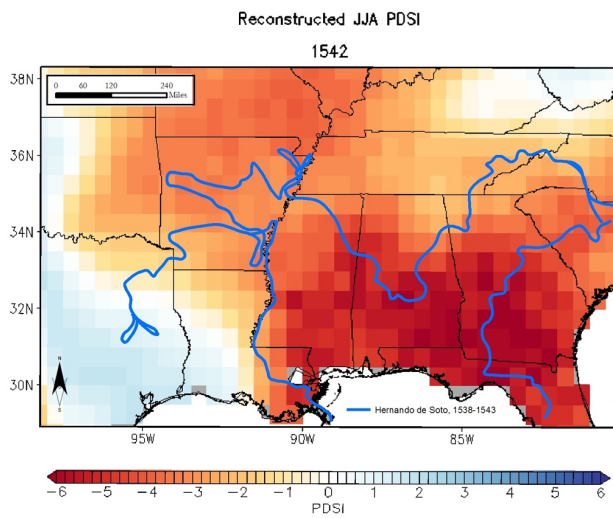 Reconstructed JJA PDSI
1542
38N
36N
34N
32N
30N
0 60 120 240
Miles
N
S
Hernando de Soto, 1538-1543
95W 90W 85W
−6 −5 −4 −3 −2 −1 0 1 2 3 4 5 6
PDSI